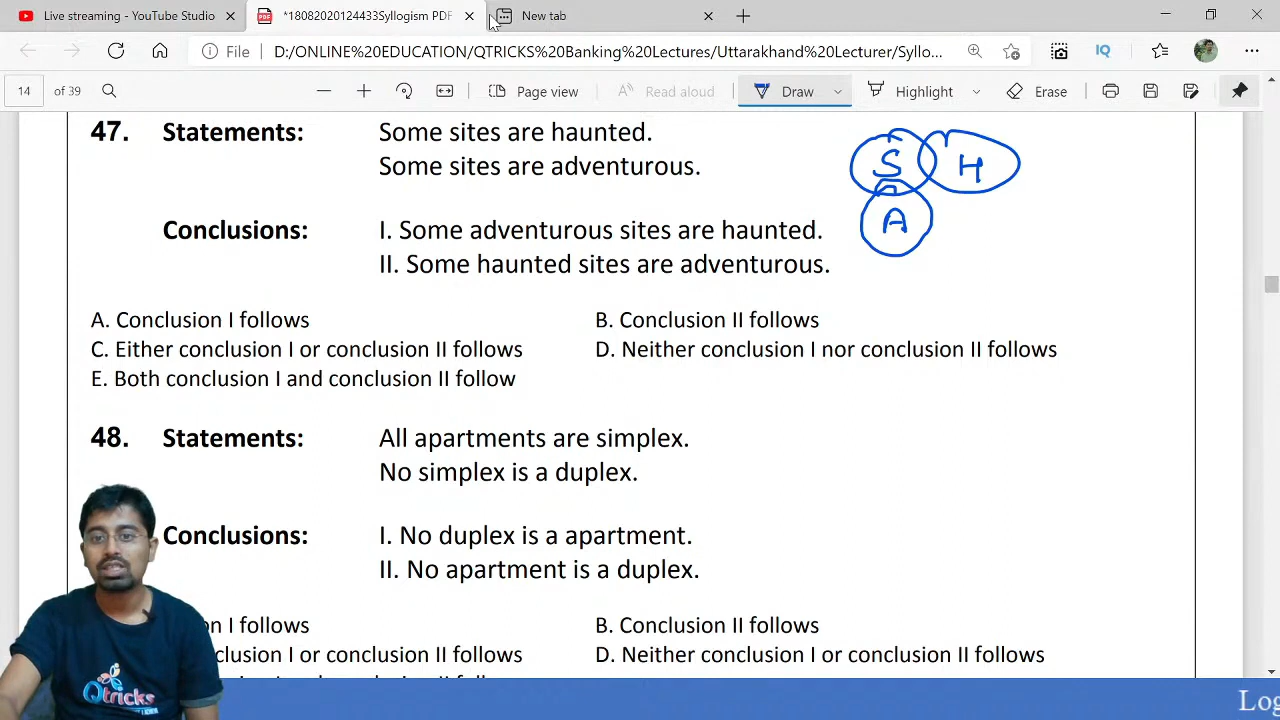 Live streaming - YouTube Studio
*18082020124433Syllogism PDF
New tab
File D:/ONLINE%20EDUCATION/QTRICKS%20Banking%20Lectures/Uttarakhand%20Lecturer/Syllo...
14 of 39
Page view
Read aloud
Draw
Highlight
Erase
47. Statements: Some sites are haunted.
Some sites are adventurous.
S H
A
Conclusions: I. Some adventurous sites are haunted.
II. Some haunted sites are adventurous.
A. Conclusion I follows B. Conclusion II follows
C. Either conclusion I or conclusion II follows D. Neither conclusion I nor conclusion II follows
E. Both conclusion I and conclusion II follow
48. Statements: All apartments are simplex.
No simplex is a duplex.
Conclusions: I. No duplex is a apartment.
II. No apartment is a duplex.
on I follows B. Conclusion II follows
clusion I or conclusion II follows D. Neither conclusion I or conclusion II follows
Qtricks
Log